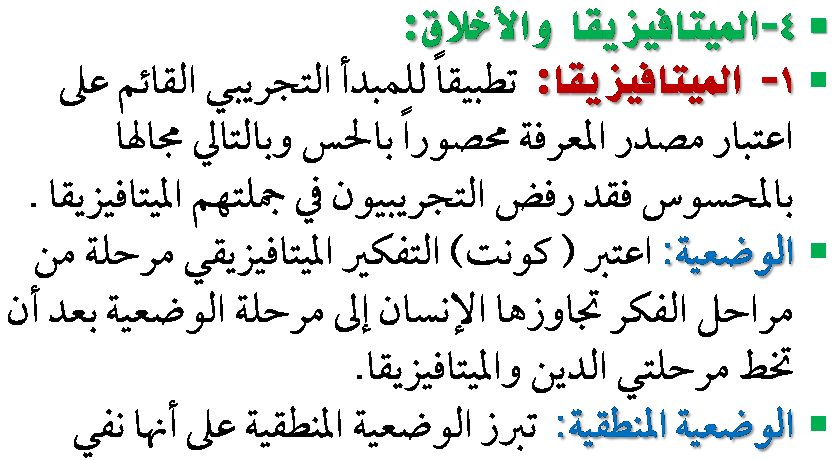 ٤-الميتافيزيقا والأخلاق:
١- الميتافيزيقا: تطبيقاً للمبدأ التجريبي القائم على
اعتبار مصدر المعرفة محصوراً بالحس وبالتالي مجالها
بالمحسوس فقد رفض التجريبيون في جملتهم الميتافيزيقا .
الوضعية: اعتبر (كونت) التفكير الميتافيزيقي مرحلة من
مراحل الفكر تجاوزها الإنسان إلى مرحلة الوضعية بعد أن
تخط مرحلتي الدين والميتافيزيقا.
الوضعية المنطقية: تبرز الوضعية المنطقية على أنها نفي